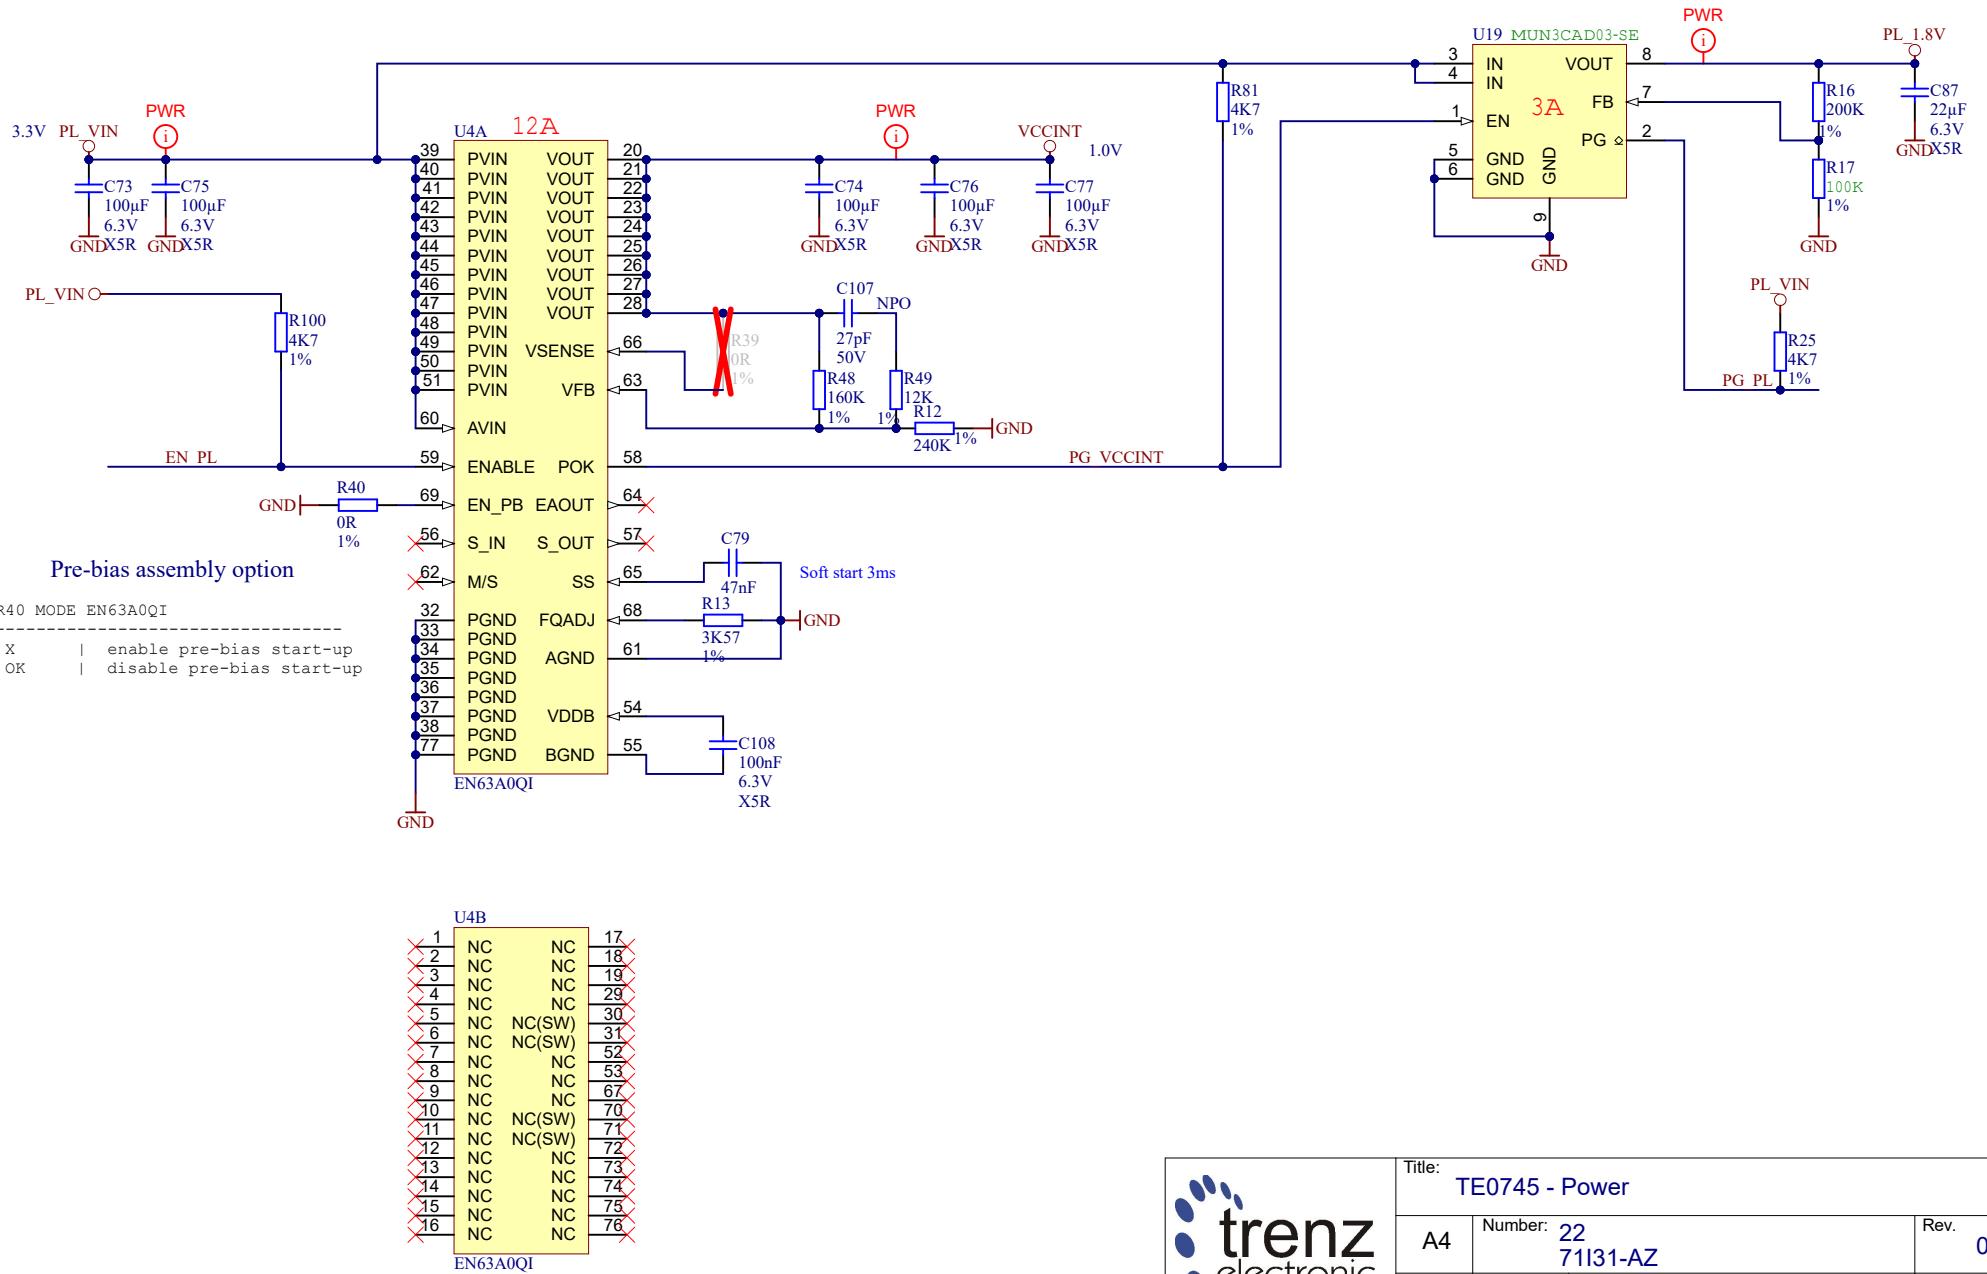 3.3V PL_VIN
PWR
i
C73
100µF
6.3V
X5R
GND
C75
100µF
6.3V
X5R
GND
PL_VIN
R100
4K7
1%
EN_PL
GND
R40
0R
1%
Pre-bias assembly option
R40 MODE EN63A0QI
----------------------------------
X | enable pre-bias start-up
OK | disable pre-bias start-up
U4A 12A
39 PVIN VOUT 20
40 PVIN VOUT 21
41 PVIN VOUT 22
42 PVIN VOUT 23
43 PVIN VOUT 24
44 PVIN VOUT 25
45 PVIN VOUT 26
46 PVIN VOUT 27
47 PVIN VOUT 28
48 PVIN
49 PVIN VSENSE 66
50 PVIN
51 PVIN VFB 63
60 AVIN
59 ENABLE POK 58
69 EN_PB EAOUT 64
56 S_IN S_OUT 57
62 M/S SS 65
32 PGND FQADJ 68
33 PGND
34 PGND AGND 61
35 PGND
36 PGND
37 PGND VDDB 54
38 PGND
77 PGND BGND 55
EN63A0QI
GND
PWR
i
VCCINT
1.0V
C74
100µF
6.3V
X5R
GND
C76
100µF
6.3V
X5R
GND
C77
100µF
6.3V
X5R
GND
R39
0R
1%
C107
NPO
27pF
50V
R48
160K
1%
R49
12K
1%
R12
240K
1%
GND
PG_VCCINT
C79
47nF
Soft start 3ms
R13
3K57
1%
GND
C108
100nF
6.3V
X5R
R81
4K7
1%
U19 MUN3CAD03-SE
3A
3 IN VOUT 8
4 IN
FB 7
1 EN
PG 2
5 GND
6 GND
GND 9
GND
PWR
i
PL_1.8V
R16
200K
1%
R17
100K
1%
GND
C87
22µF
6.3V
X5R
GND
PL_VIN
R25
4K7
1%
PG_PL
U4B
1 NC NC 17
2 NC NC 18
3 NC NC 19
4 NC NC 29
5 NC NC(SW) 30
6 NC NC(SW) 31
7 NC NC 52
8 NC NC 53
9 NC NC 67
10 NC NC(SW) 70
11 NC NC(SW) 71
12 NC NC 72
13 NC NC 73
14 NC NC 74
15 NC NC 75
16 NC NC 76
EN63A0QI
trenz
electronic
Title:
TE0745 - Power
A4
Number: 22
71I31-AZ
Rev.
0